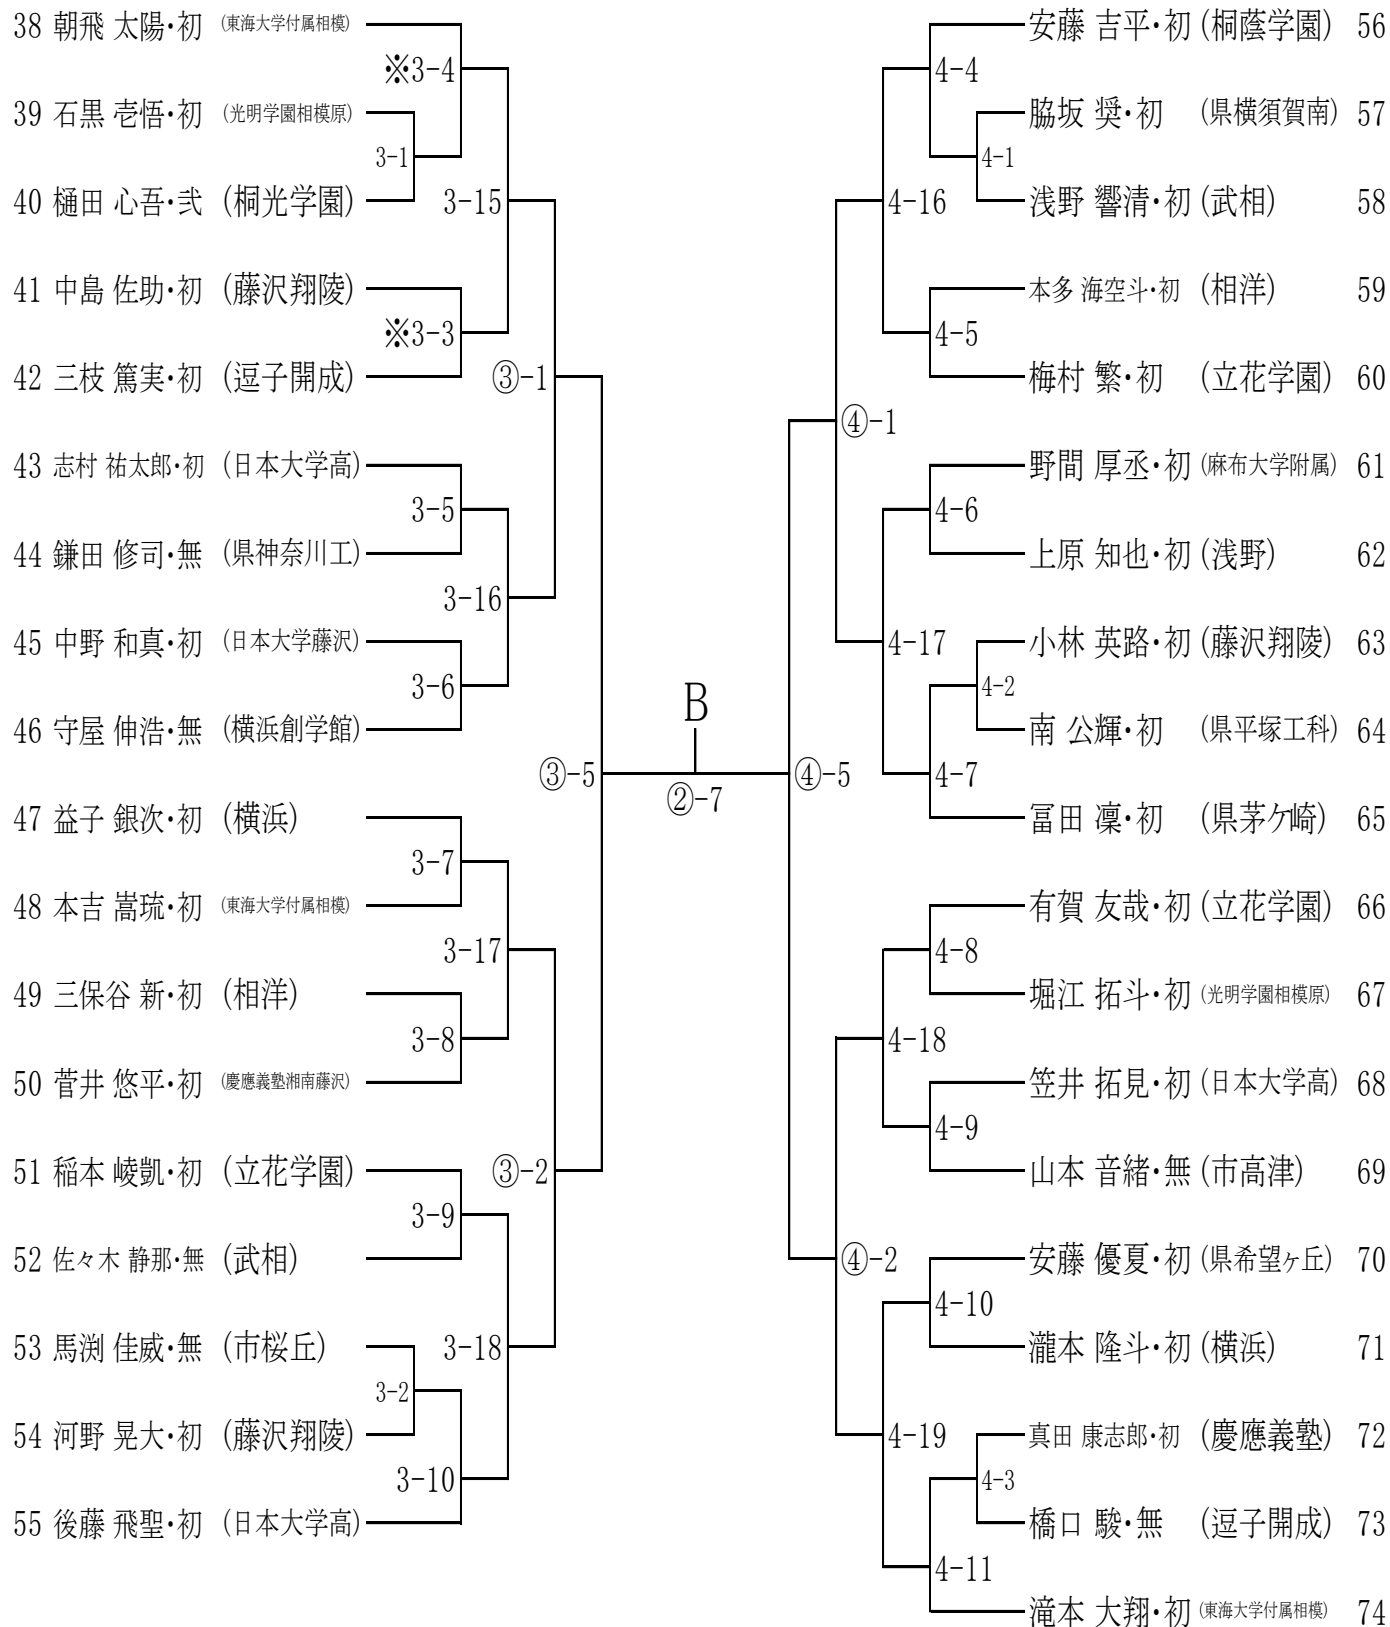 38 朝飛 太陽・初 (東海大学付属相模)
※3-4
39 石黒 壱悟・初 (光明学園相模原)
3-1
40 樋田 心吾・弐 (桐光学園)
3-15
41 中島 佐助・初 (藤沢翔陵)
※3-3
42 三枝 篤実・初 (逗子開成)
③-1
43 志村 祐太郎・初 (日本大学高)
3-5
44 鎌田 修司・無 (県神奈川工)
3-16
45 中野 和真・初 (日本大学藤沢)
3-6
46 守屋 伸浩・無 (横浜創学館)
③-5
47 益子 銀次・初 (横浜)
3-7
48 本吉 嵩琉・初 (東海大学付属相模)
3-17
49 三保谷 新・初 (相洋)
3-8
50 菅井 悠平・初 (慶應義塾湘南藤沢)
51 稲本 崚凱・初 (立花学園)
③-2
3-9
52 佐々木 静那・無 (武相)
53 馬渕 佳威・無 (市桜丘)
3-18
3-2
54 河野 晃大・初 (藤沢翔陵)
3-10
55 後藤 飛聖・初 (日本大学高)
B
②-7
安藤 吉平・初 (桐蔭学園) 56
4-4
脇坂 奨・初 (県横須賀南) 57
4-1
浅野 響清・初 (武相) 58
4-16
本多 海空斗・初 (相洋) 59
4-5
梅村 繁・初 (立花学園) 60
④-1
野間 厚丞・初 (麻布大学附属) 61
4-6
上原 知也・初 (浅野) 62
小林 英路・初 (藤沢翔陵) 63
4-17
4-2
南 公輝・初 (県平塚工科) 64
④-5
4-7
冨田 凜・初 (県茅ケ崎) 65
有賀 友哉・初 (立花学園) 66
4-8
堀江 拓斗・初 (光明学園相模原) 67
4-18
笠井 拓見・初 (日本大学高) 68
4-9
山本 音緒・無 (市高津) 69
④-2
安藤 優夏・初 (県希望ヶ丘) 70
4-10
瀧本 隆斗・初 (横浜) 71
真田 康志郎・初 (慶應義塾) 72
4-19
4-3
橋口 駿・無 (逗子開成) 73
4-11
滝本 大翔・初 (東海大学付属相模) 74